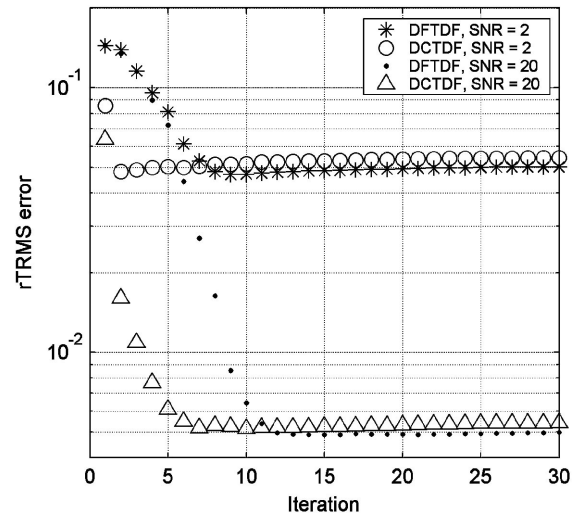 DFTDF, SNR = 2
DCTDF, SNR = 2
DFTDF, SNR = 20
DCTDF, SNR = 20
10-1
10-2
rTRMS error
0 5 10 15 20 25 30
Iteration